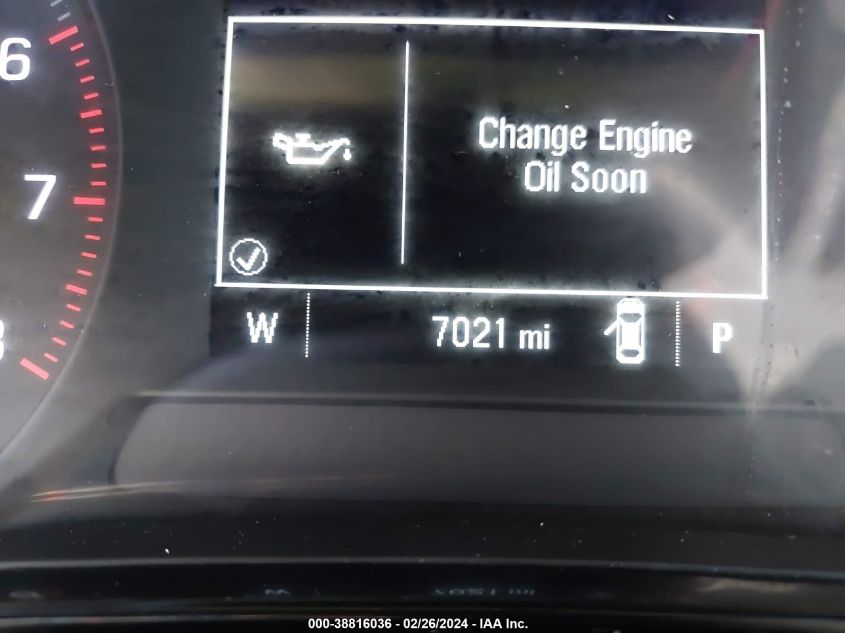 6
Change Engine
Oil Soon
7
W 7021 mi P
000-38816036 - 02/26/2024 - IAA Inc.